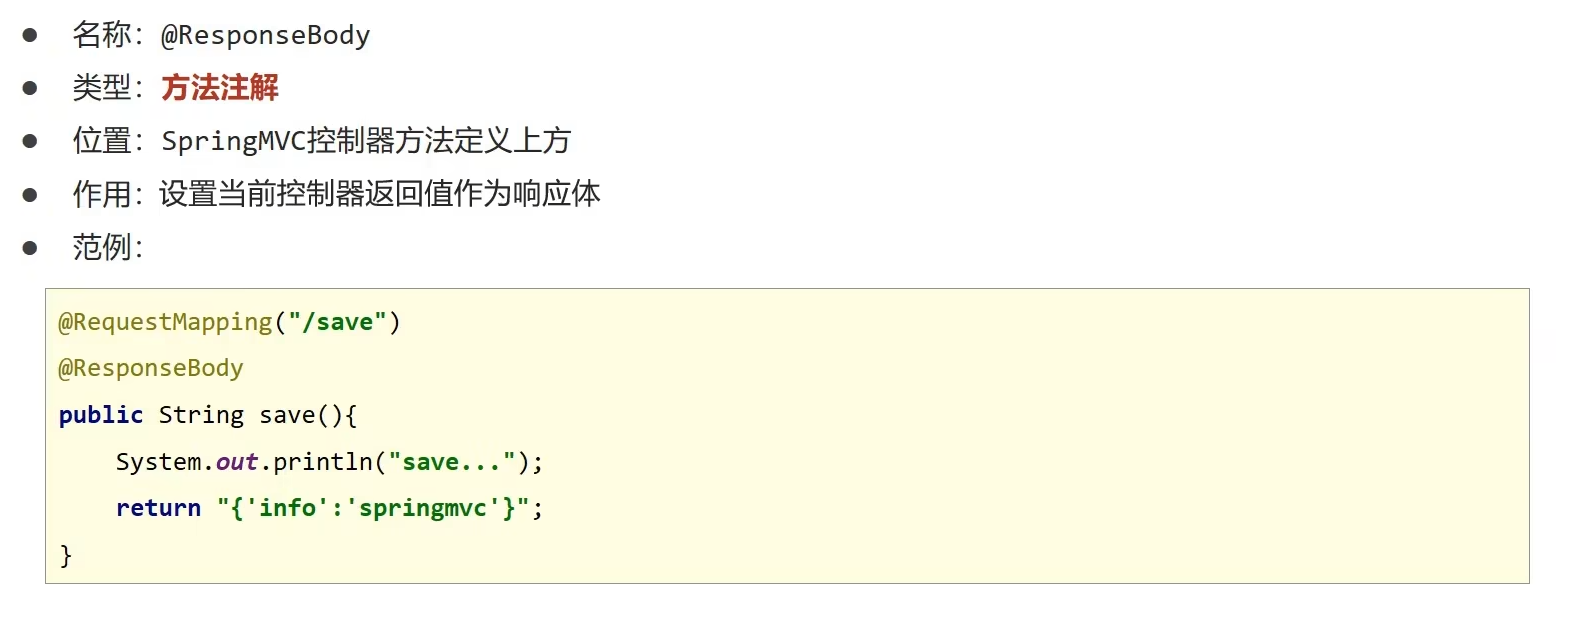 ● 名称：@ResponseBody
● 类型：方法注解
● 位置：SpringMVC控制器方法定义上方
● 作用：设置当前控制器返回值作为响应体
● 范例：
@RequestMapping("/save")
@ResponseBody
public String save(){
    System.out.println("save...");
    return "{'info':'springmvc'}";
}